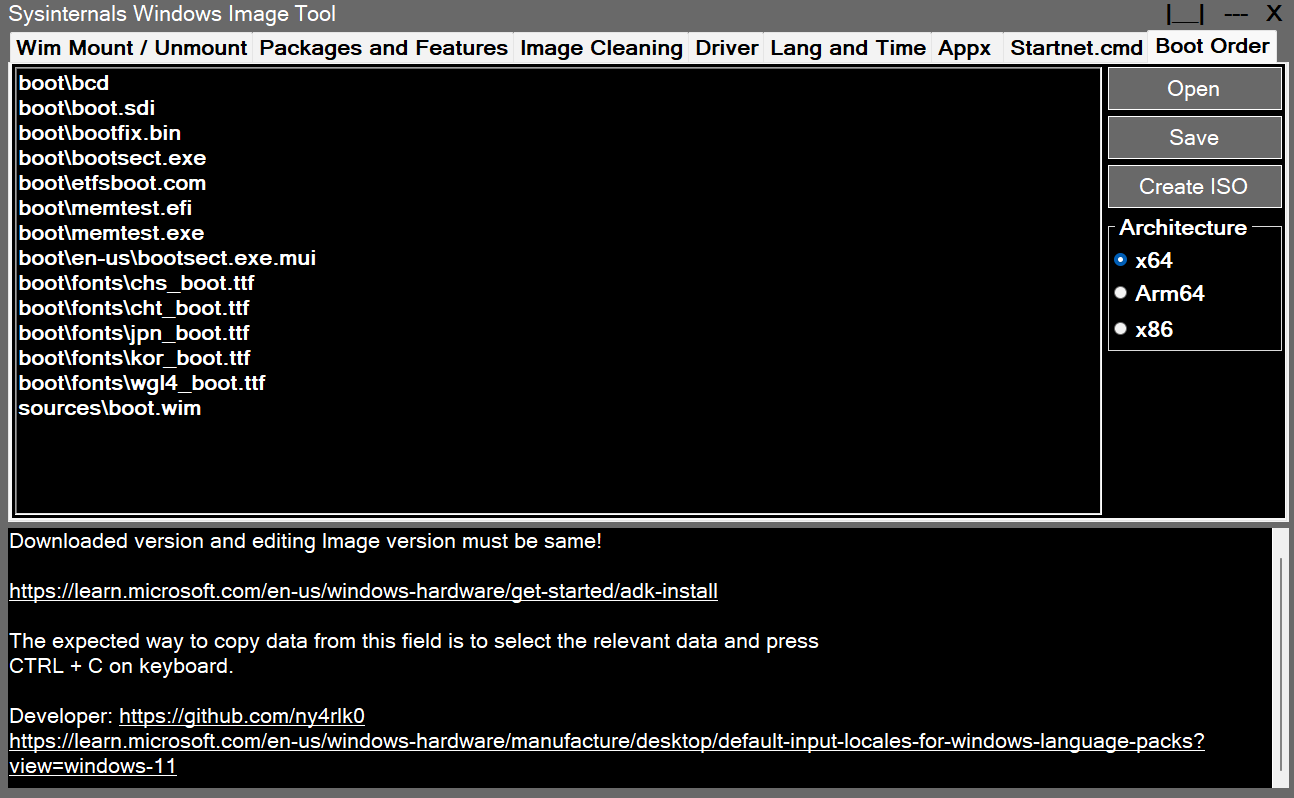 Sysinternals Windows Image Tool |__| --- X
Wim Mount / Unmount Packages and Features Image Cleaning Driver Lang and Time Appx Startnet.cmd Boot Order
boot\bcd
boot\boot.sdi
boot\bootfix.bin
boot\bootsect.exe
boot\etfsboot.com
boot\memtest.efi
boot\memtest.exe
boot\en-us\bootsect.exe.mui
boot\fonts\chs_boot.ttf
boot\fonts\cht_boot.ttf
boot\fonts\jpn_boot.ttf
boot\fonts\kor_boot.ttf
boot\fonts\wgl4_boot.ttf
sources\boot.wim
Open
Save
Create ISO
Architecture
x64
Arm64
x86
Downloaded version and editing Image version must be same!
https://learn.microsoft.com/en-us/windows-hardware/get-started/adk-install
The expected way to copy data from this field is to select the relevant data and press
CTRL + C on keyboard.
Developer: https://github.com/ny4rlk0
https://learn.microsoft.com/en-us/windows-hardware/manufacture/desktop/default-input-locales-for-windows-language-packs?
view=windows-11